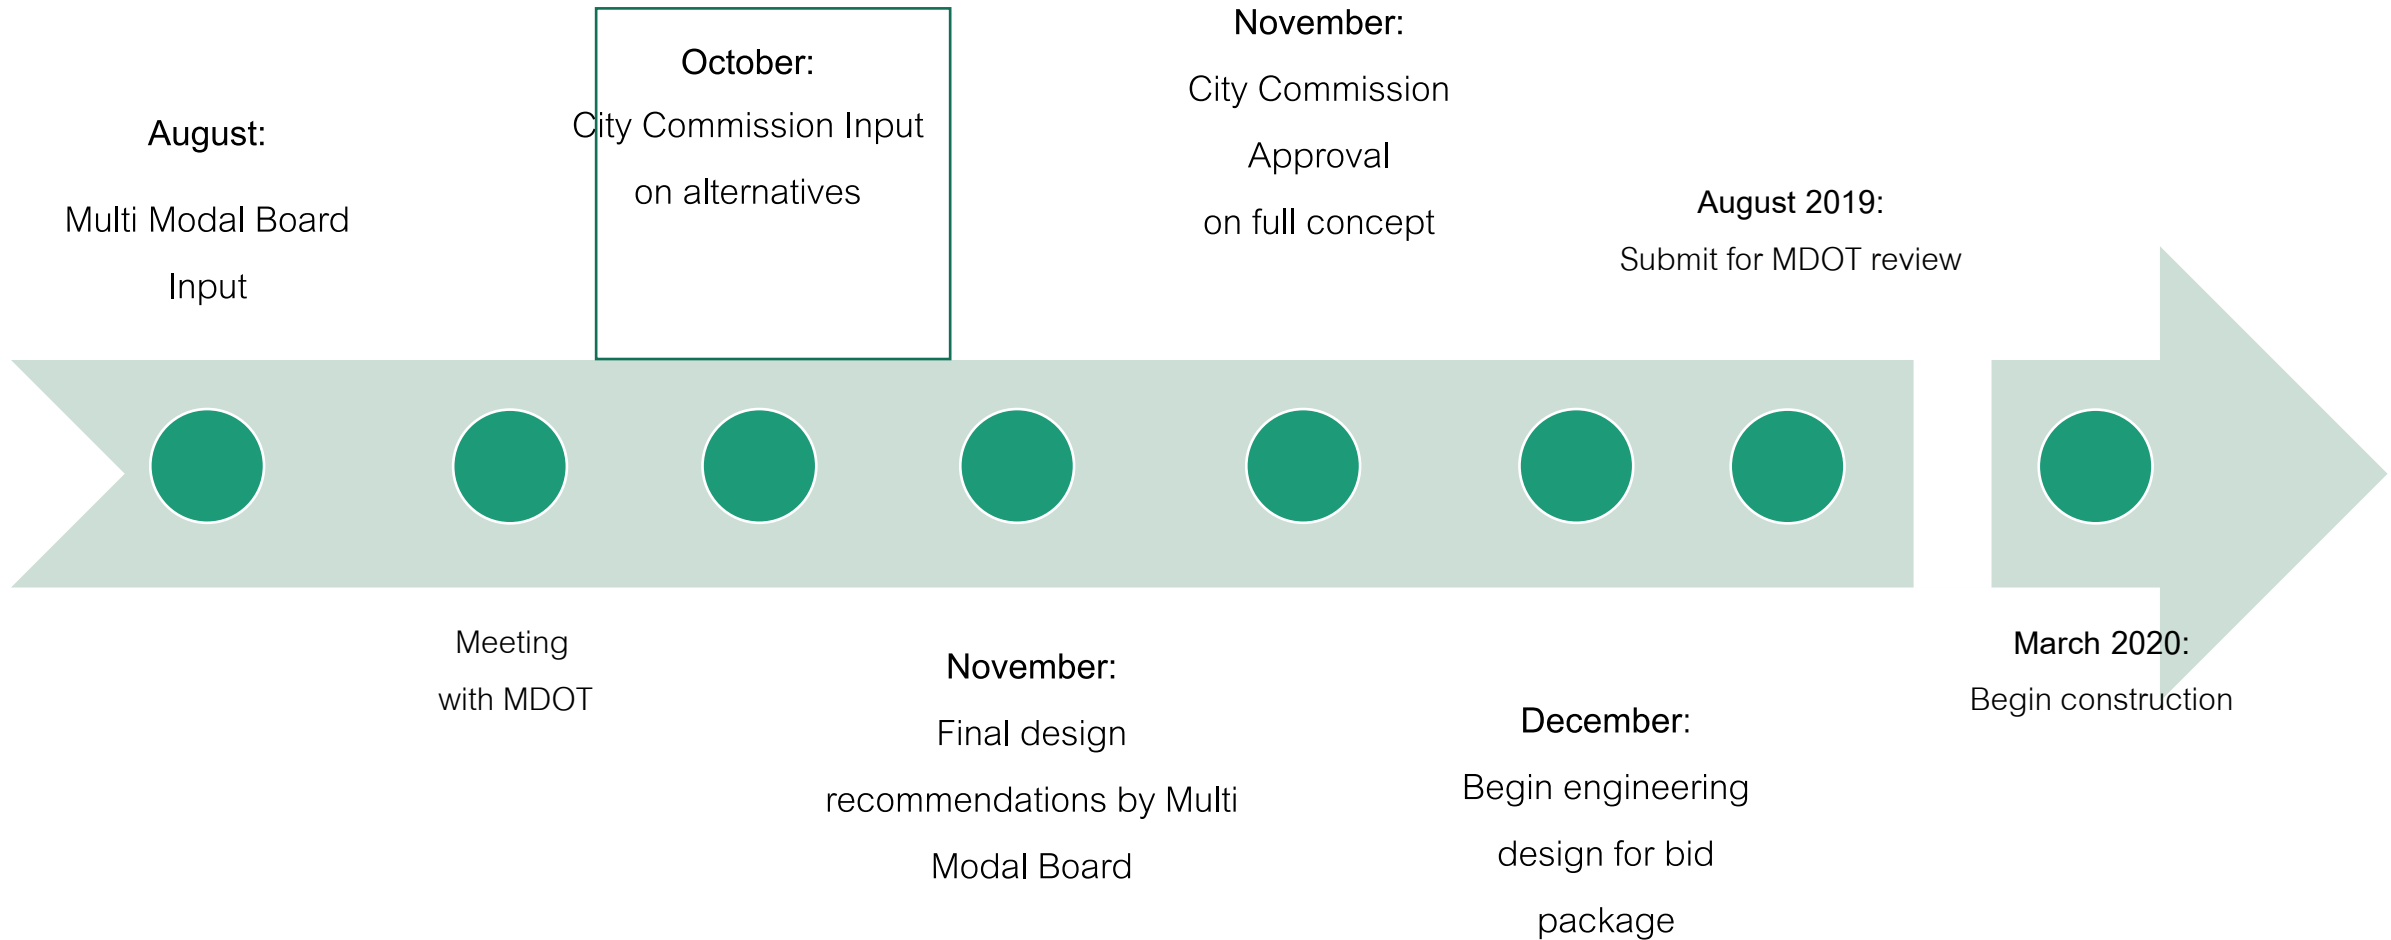 August:
Multi Modal Board
Input
Meeting
with MDOT
October:
City Commission Input
on alternatives
November:
Final design
recommendations by Multi
Modal Board
November:
City Commission
Approval
on full concept
December:
Begin engineering
design for bid
package
August 2019:
Submit for MDOT review
March 2020:
Begin construction